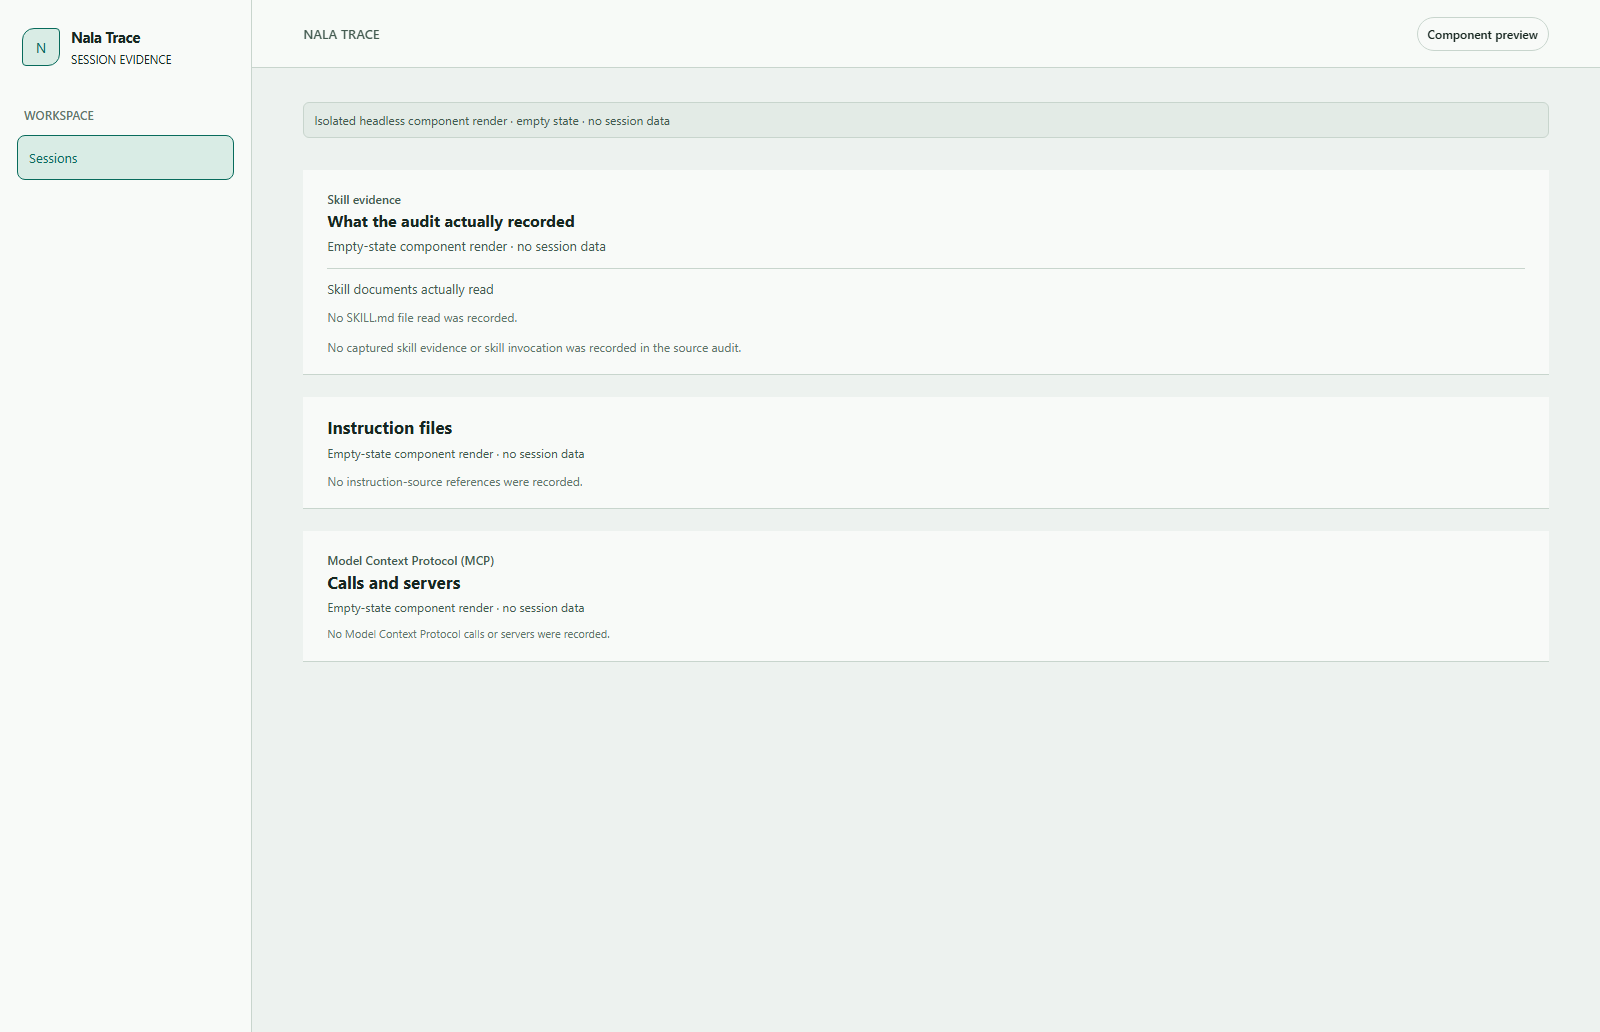 N
Nala Trace
SESSION EVIDENCE
WORKSPACE
Sessions
NALA TRACE
Component preview
Isolated headless component render · empty state · no session data
Skill evidence
What the audit actually recorded
Empty-state component render · no session data
Skill documents actually read
No SKILL.md file read was recorded.
No captured skill evidence or skill invocation was recorded in the source audit.
Instruction files
Empty-state component render · no session data
No instruction-source references were recorded.
Model Context Protocol (MCP)
Calls and servers
Empty-state component render · no session data
No Model Context Protocol calls or servers were recorded.